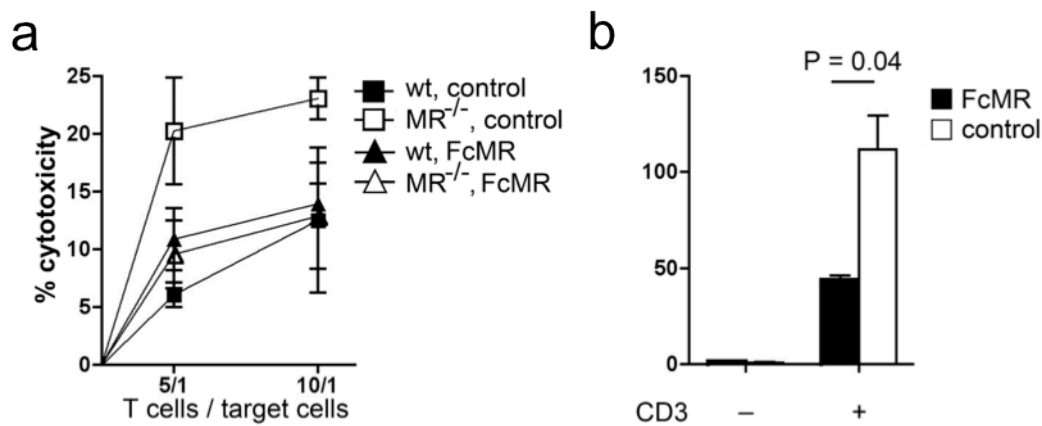 a
25
20
15
10
5
0
% cytotoxicity
5/1
10/1
T cells / target cells
wt, control
MR-/-, control
wt, FcMR
MR-/-, FcMR
b
P = 0.04
150
100
50
0
FcMR
control
CD3 – +